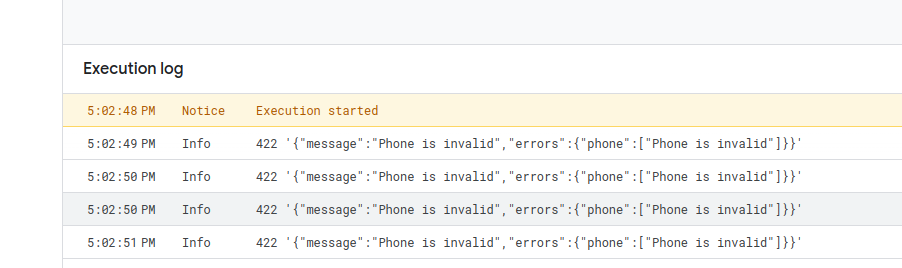 Execution log
5:02:48 PM Notice Execution started
5:02:49 PM Info 422 '{"message":"Phone is invalid","errors":{"phone":["Phone is invalid"]}}'
5:02:50 PM Info 422 '{"message":"Phone is invalid","errors":{"phone":["Phone is invalid"]}}'
5:02:50 PM Info 422 '{"message":"Phone is invalid","errors":{"phone":["Phone is invalid"]}}'
5:02:51 PM Info 422 '{"message":"Phone is invalid","errors":{"phone":["Phone is invalid"]}}'